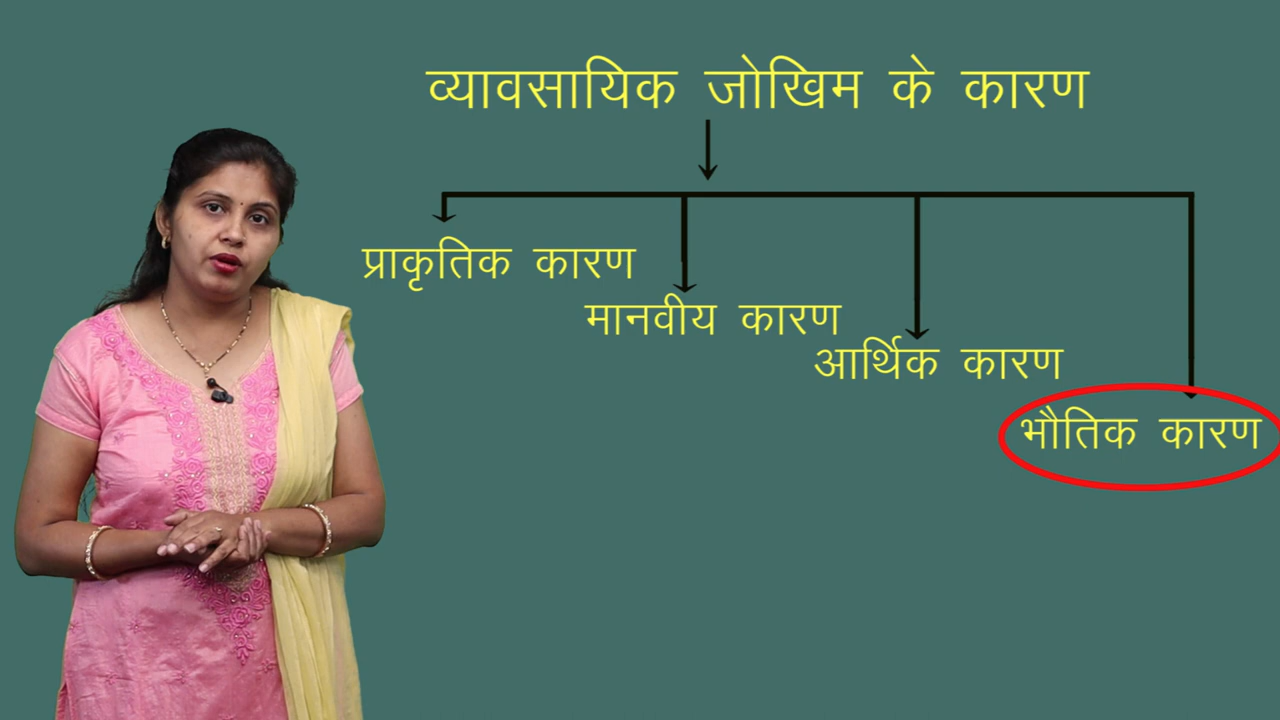 व्यावसायिक जोखिम के कारण
प्राकृतिक कारण
मानवीय कारण
आर्थिक कारण
भौतिक कारण